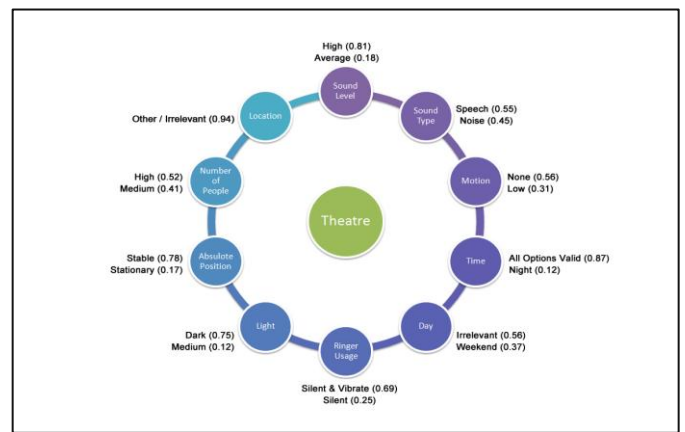 High (0.81)
Average (0.18)
Sound
Level
Speech (0.55)
Noise (0.45)
Sound
Type
None (0.56)
Low (0.31)
Motion
All Options Valid (0.87)
Night (0.12)
Time
Irrelevant (0.56)
Weekend (0.37)
Day
Ringer
Usage
Silent & Vibrate (0.69)
Silent (0.25)
Light
Dark (0.75)
Medium (0.12)
Absulute
Position
Stable (0.78)
Stationary (0.17)
Number
of
People
High (0.52)
Medium (0.41)
Location
Other / Irrelevant (0.94)
Theatre